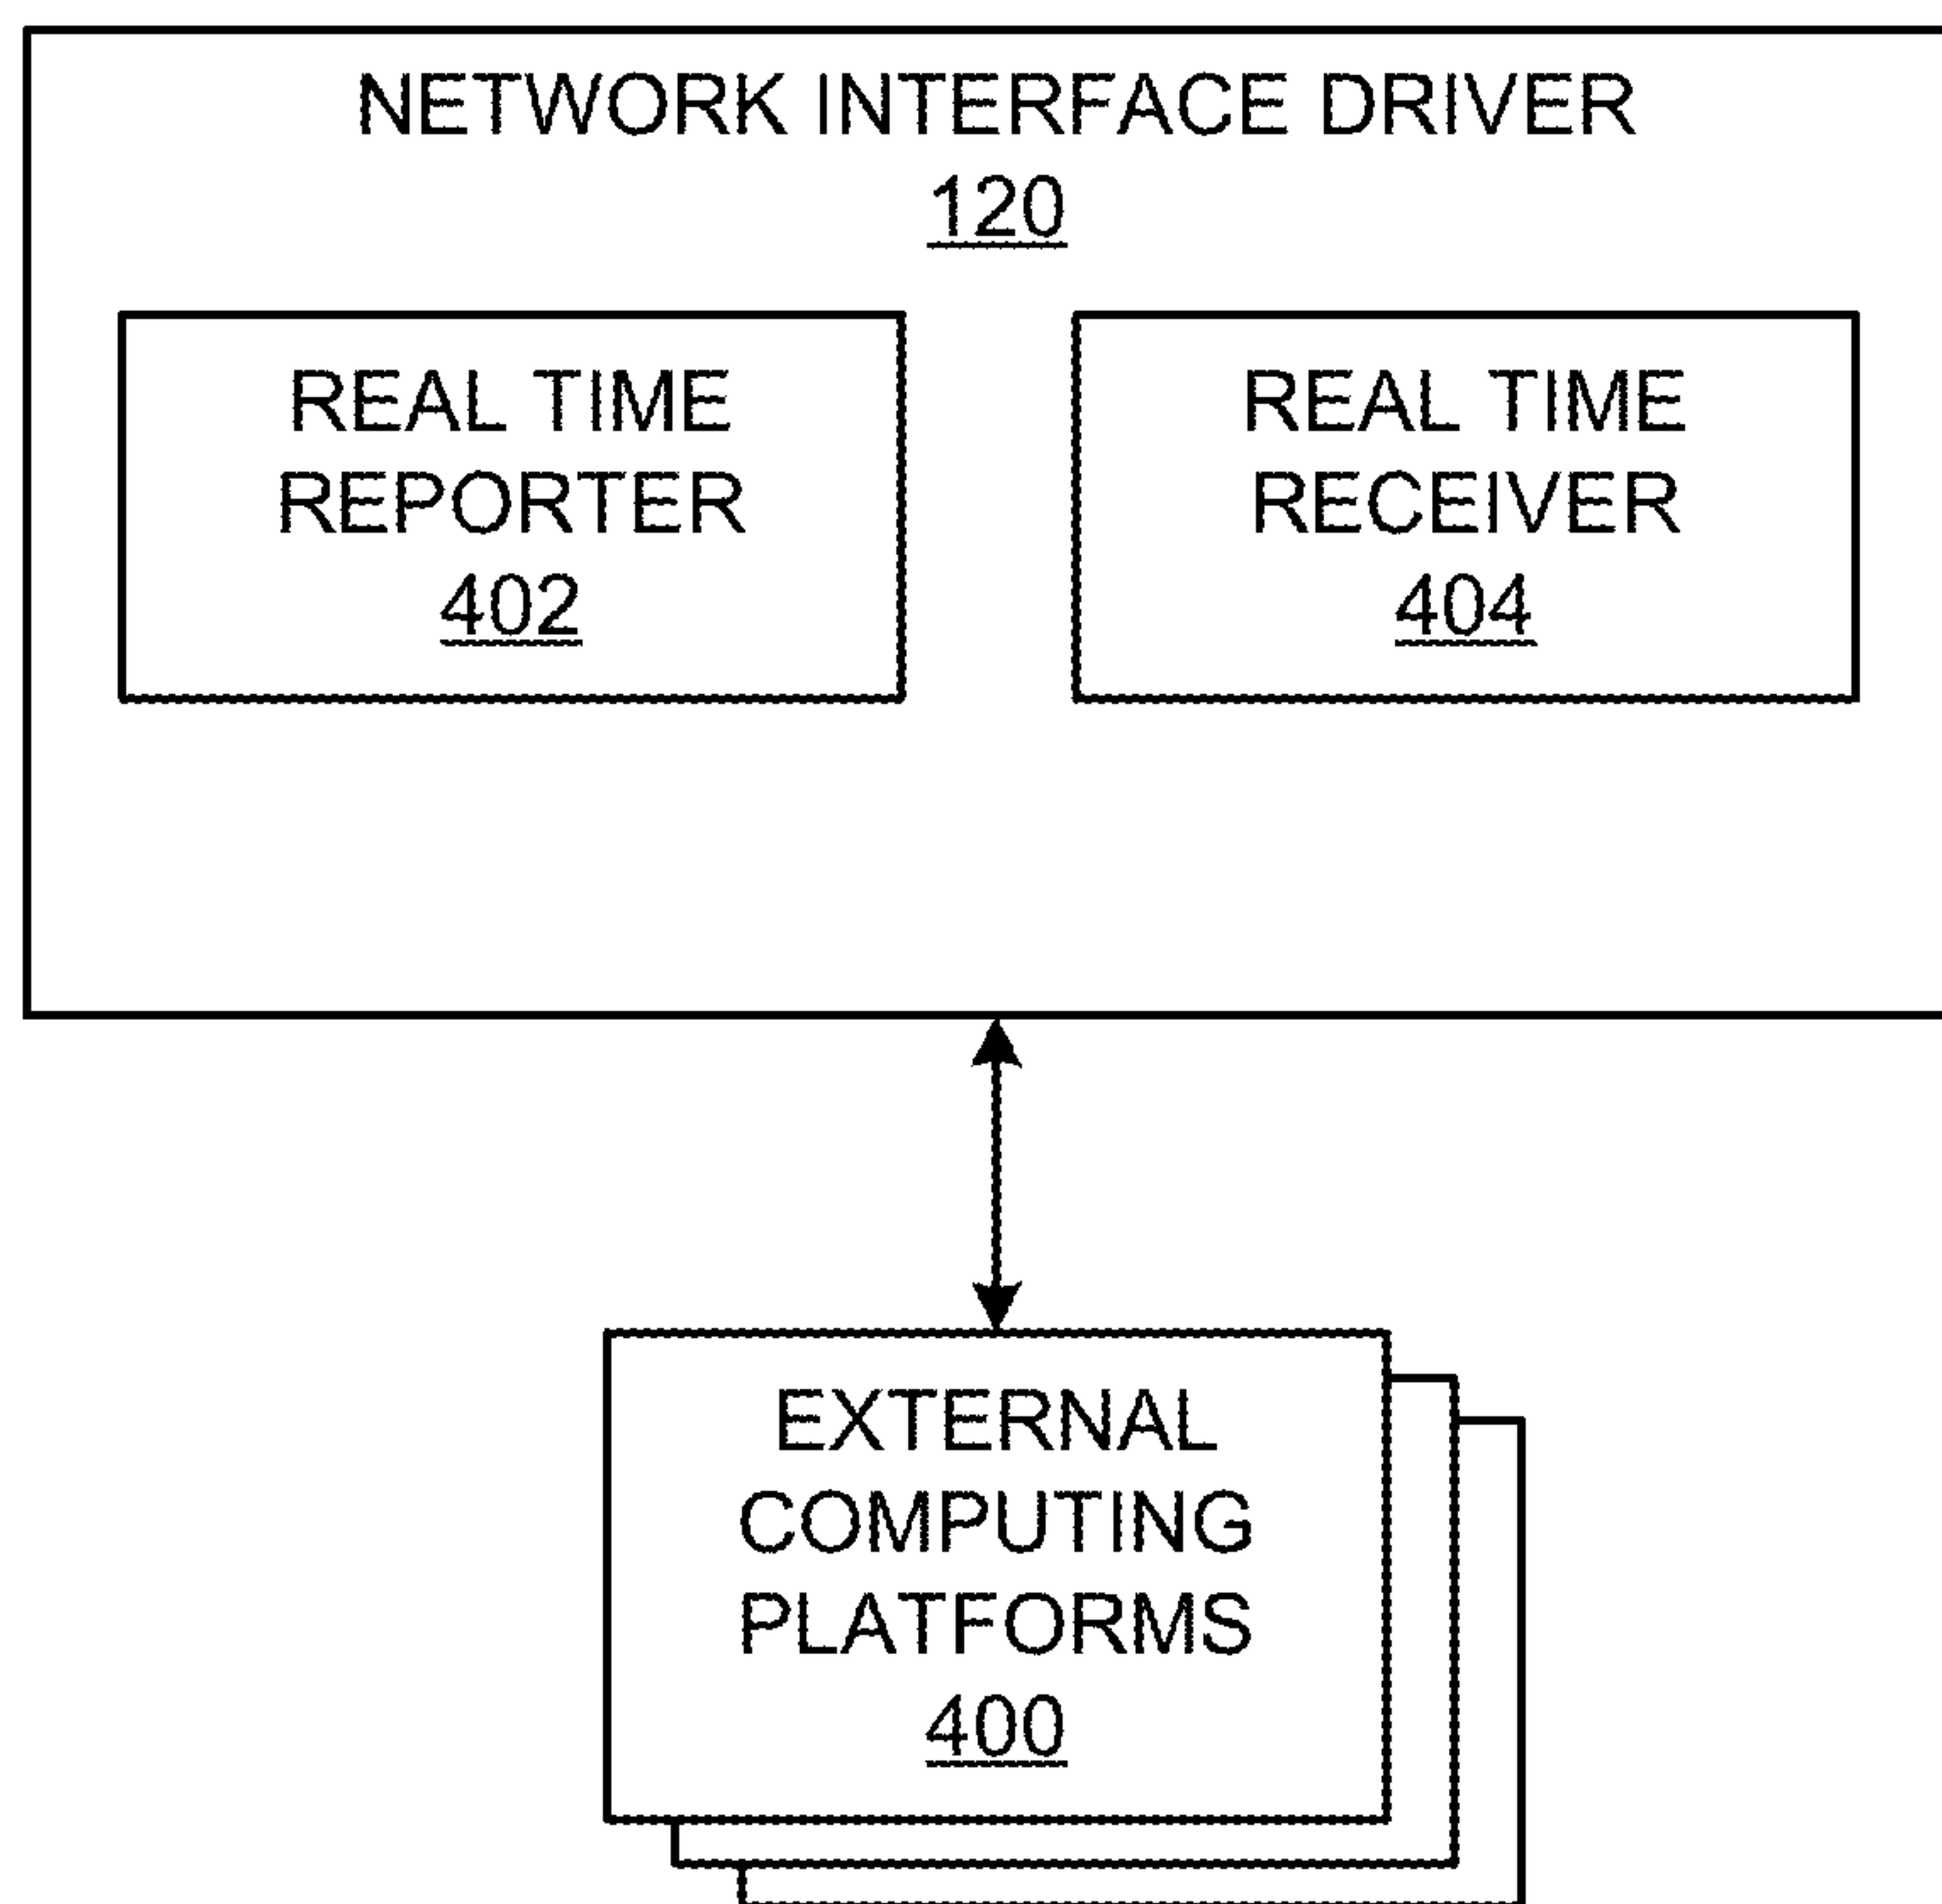 NETWORK INTERFACE DRIVER
120
REAL TIME
REPORTER
402
REAL TIME
RECEIVER
404
EXTERNAL
COMPUTING
PLATFORMS
400